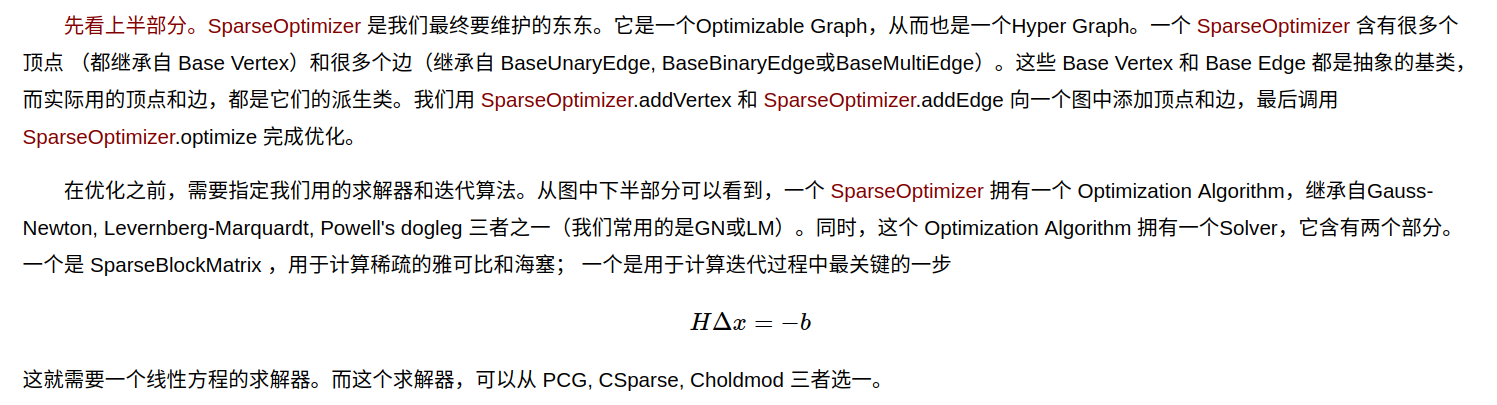 先看上半部分。SparseOptimizer 是我们最终要维护的东东。它是一个Optimizable Graph，从而也是一个Hyper Graph。一个 SparseOptimizer 含有很多个
顶点 （都继承自 Base Vertex）和很多个边（继承自 BaseUnaryEdge, BaseBinaryEdge或BaseMultiEdge）。这些 Base Vertex 和 Base Edge 都是抽象的基类，
而实际用的顶点和边，都是它们的派生类。我们用 SparseOptimizer.addVertex 和 SparseOptimizer.addEdge 向一个图中添加顶点和边，最后调用
SparseOptimizer.optimize 完成优化。
在优化之前，需要指定我们用的求解器和迭代算法。从图中下半部分可以看到，一个 SparseOptimizer 拥有一个 Optimization Algorithm，继承自Gauss-
Newton, Levernberg-Marquardt, Powell's dogleg 三者之一（我们常用的是GN或LM）。同时，这个 Optimization Algorithm 拥有一个Solver，它含有两个部分。
一个是 SparseBlockMatrix ，用于计算稀疏的雅可比和海塞； 一个是用于计算迭代过程中最关键的一步
HΔx = −b
这就需要一个线性方程的求解器。而这个求解器，可以从 PCG, CSparse, Choldmod 三者选一。